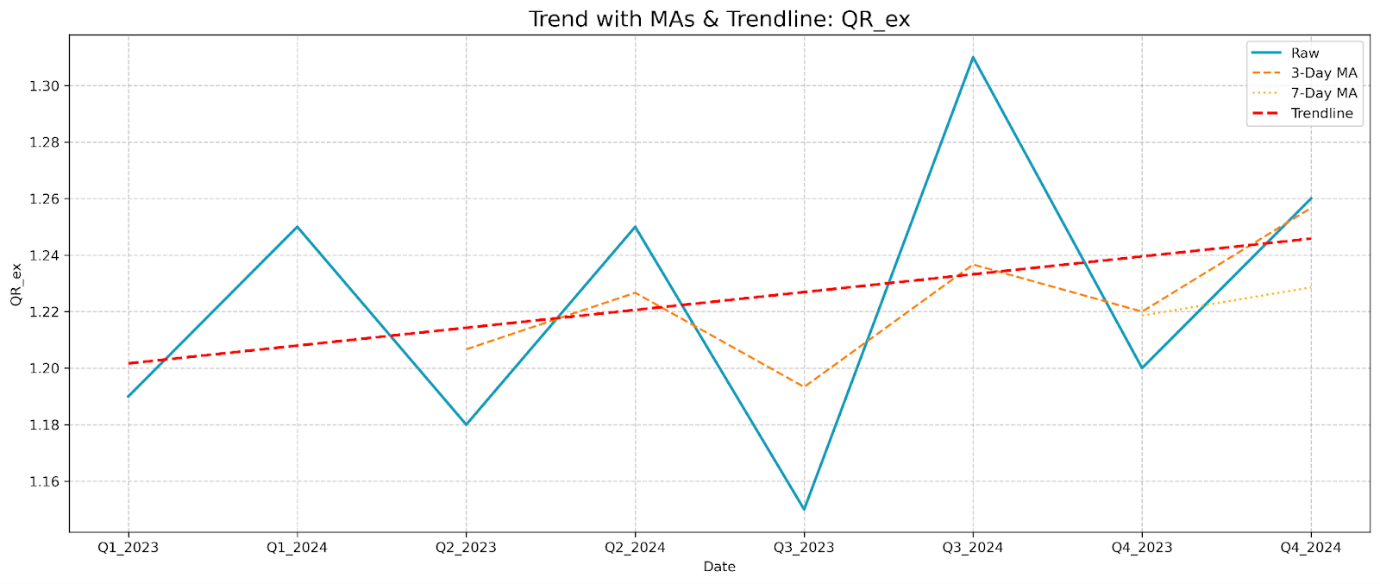 Trend with MAs & Trendline: QR_ex
Raw
3-Day MA
7-Day MA
Trendline
1.30
1.28
1.26
1.24
1.22
1.20
1.18
1.16
QR_ex
Q1_2023 Q1_2024 Q2_2023 Q2_2024 Q3_2023 Q3_2024 Q4_2023 Q4_2024
Date